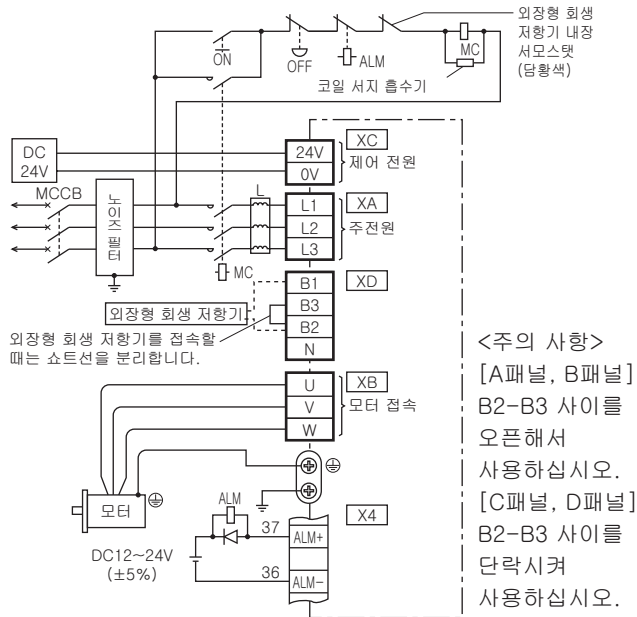 외장형 회생
저항기 내장
서모스탯
(담황색)
ON
OFF
ALM
MC
코일 서지 흡수기
DC
24V
24V
0V
XC
제어 전원
MCCB
노이즈 필터
L
L1
L2
L3
XA
주전원
MC
B1
B3
B2
N
XD
외장형 회생 저항기
외장형 회생 저항기를 접속할
때는 쇼트선을 분리합니다.
U
V
W
XB
모터 접속
모터
ALM
DC12~24V
(±5%)
37
36
ALM+
ALM-
X4
<주의 사항>
[A패널, B패널]
B2-B3 사이를
오픈해서
사용하십시오.
[C패널, D패널]
B2-B3 사이를
단락시켜
사용하십시오.